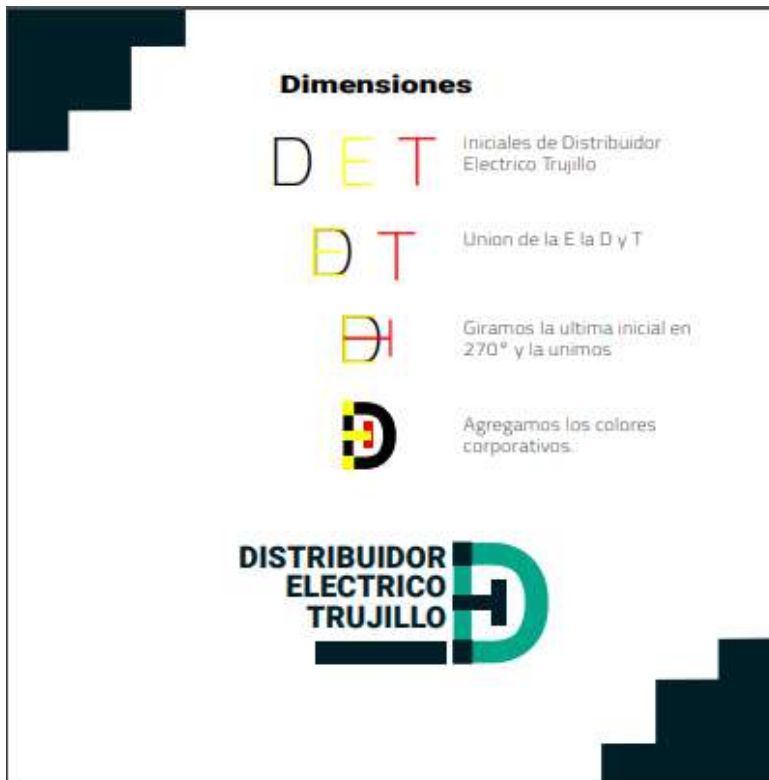 Dimensiones
D E T
Iniciales de Distribuidor
Electrico Trujillo
D T
Union de la E la D y T
Giramos la ultima inicial en
270° y la unimos
Agregamos los colores
corporativos.
DISTRIBUIDOR
ELECTRICO
TRUJILLO